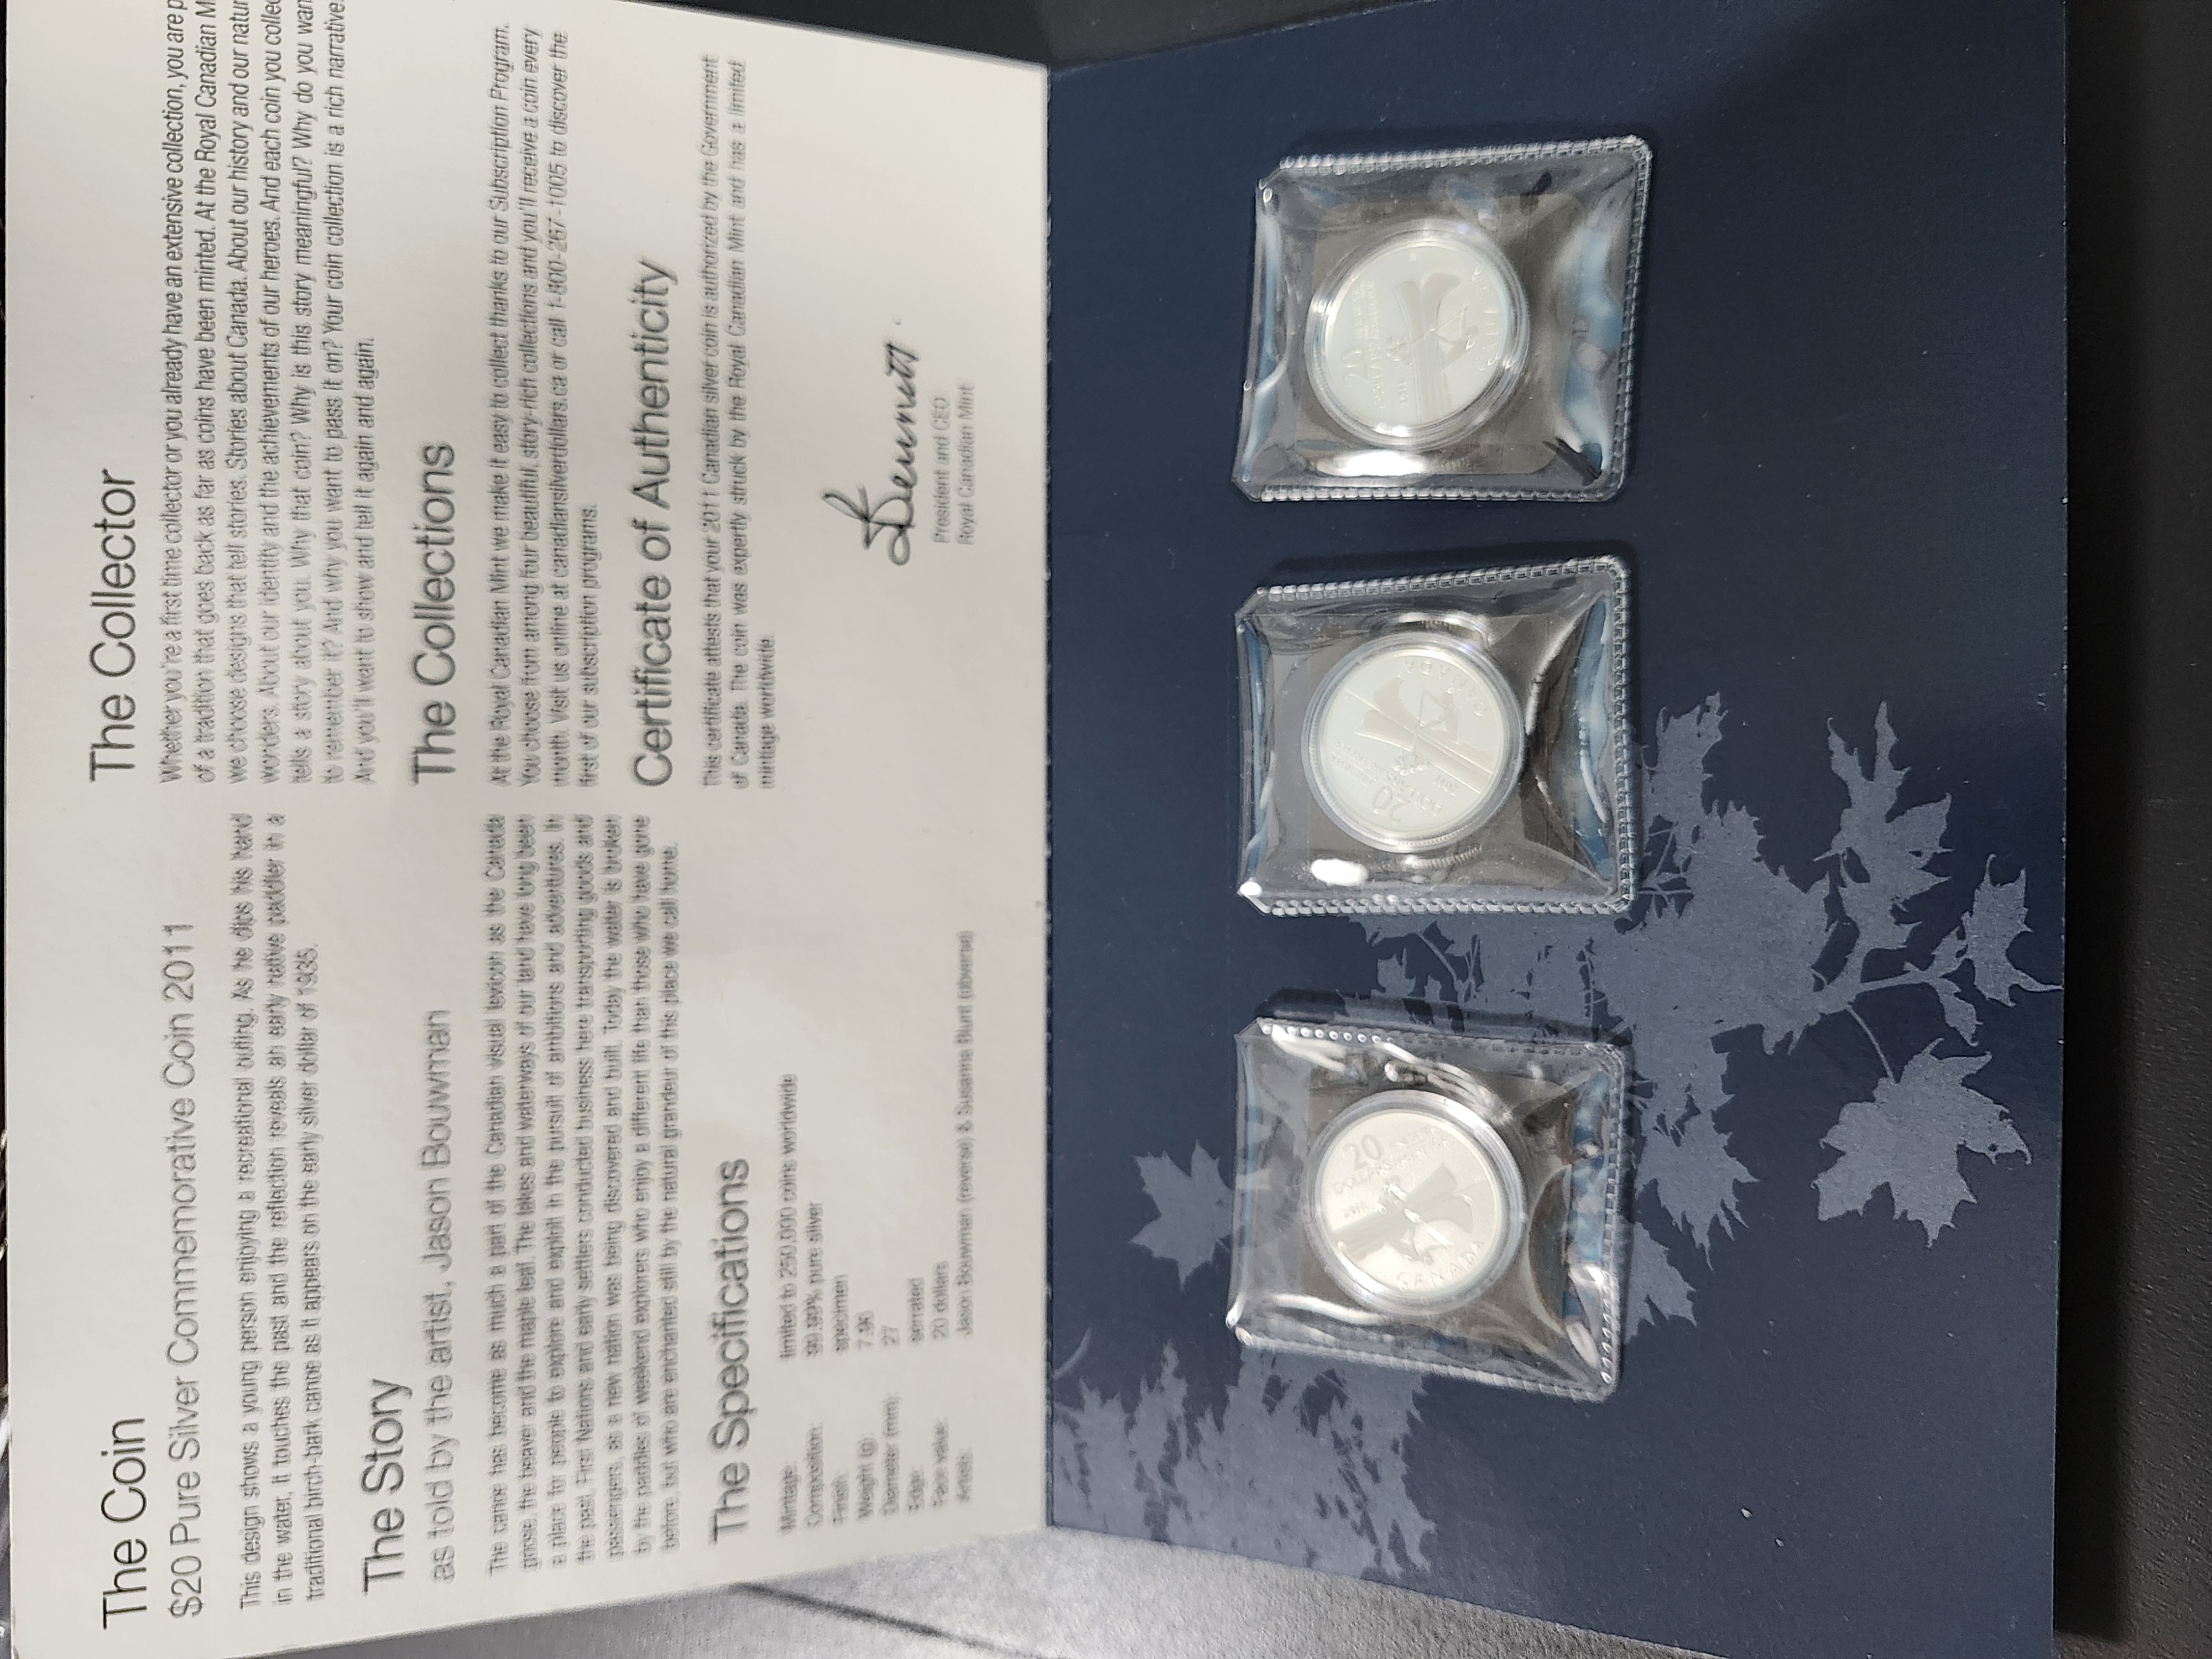 The Coin
$20 Pure Silver Commemorative Coin 2011
This design shows a young person enjoying a recreational outing. As he dips his hand
in the water, it touches the past and the reflection reveals an early native paddler in a
traditional birch-bark canoe as it appears on the early silver dollar of 1935.
The Story
as told by the artist, Jason Bouwman
The canoe has become as much a part of the Canadian visual lexicon as the Canada
goose, the beaver and the maple leaf. The lakes and waterways of our land have long been
a place for people to explore and exploit in the pursuit of ambitions and adventures. In
the past, First Nations and early settlers conducted business here transporting goods and
passengers, as a new nation was being discovered and built. Today the water is broken
by the paddles of weekend explorers who enjoy a different life than those who have gone
before, but who are enchanted still by the natural grandeur of this place we call home.
The Specifications
Mintage: limited to 250,000 coins worldwide
Composition: 99.99% pure silver
Finish: specimen
Weight (g): 7.96
Diameter (mm): 27
Edge: serrated
Face value: 20 dollars
Artists: Jason Bouwman (reverse) & Susanna Blunt (obverse)
The Collector
Whether you're a first time collector or you already have an extensive collection, you are p
of a tradition that goes back as far as coins have been minted. At the Royal Canadian M
we choose designs that tell stories. Stories about Canada. About our history and our natur
wonders. About our identity and the achievements of our heroes. And each coin you collec
tells a story about you. Why that coin? Why is this story meaningful? Why do you wan
to remember it? And why you want to pass it on? Your coin collection is a rich narrative.
And you'll want to show and tell it again and again.
The Collections
At the Royal Canadian Mint we make it easy to collect thanks to our Subscription Program.
You choose from among four beautiful, story-rich collections and you'll receive a coin every
month. Visit us online at canadiansilverdollars.ca or call 1-800-267-1005 to discover the
first of our subscription programs.
Certificate of Authenticity
This certificate attests that your 2011 Canadian silver coin is authorized by the Government
of Canada. The coin was expertly struck by the Royal Canadian Mint and has a limited
mintage worldwide.
Bennett
President and CEO
Royal Canadian Mint
20
DOLLARS
2011
CANADA
20
DOLLARS
2011
CANADA
20
DOLLARS
2011
CANADA